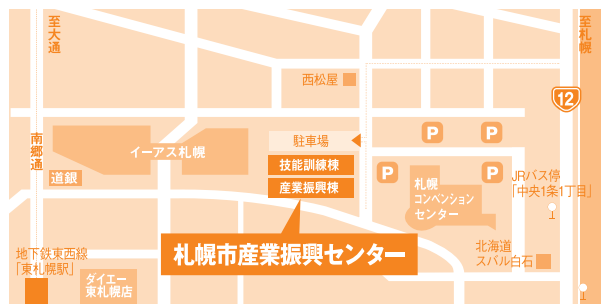 至大通
至札幌
西松屋
12
南郷通
イーアス札幌
駐車場
P
P
技能訓練棟
産業振興棟
道銀
P
P
札幌
コンベンション
センター
JRバス停
「中央1条1丁目」
札幌市産業振興センター
地下鉄東西線
「東札幌駅」
ダイエー
東札幌店
北海道
スバル白石